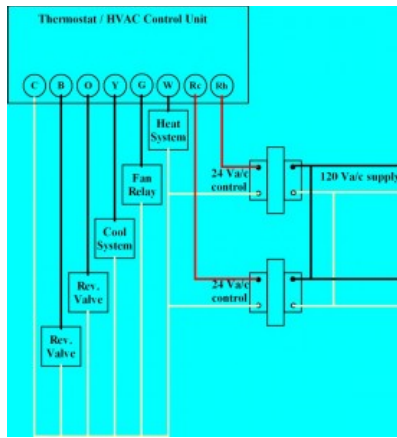 Thermostat / HVAC Control Unit
C B O Y G W Rc Rh
Heat
System
24 Va/c
control
120 Va/c supply
Fan
Relay
Cool
System
24 Va/c
control
Rev.
Valve
Rev.
Valve